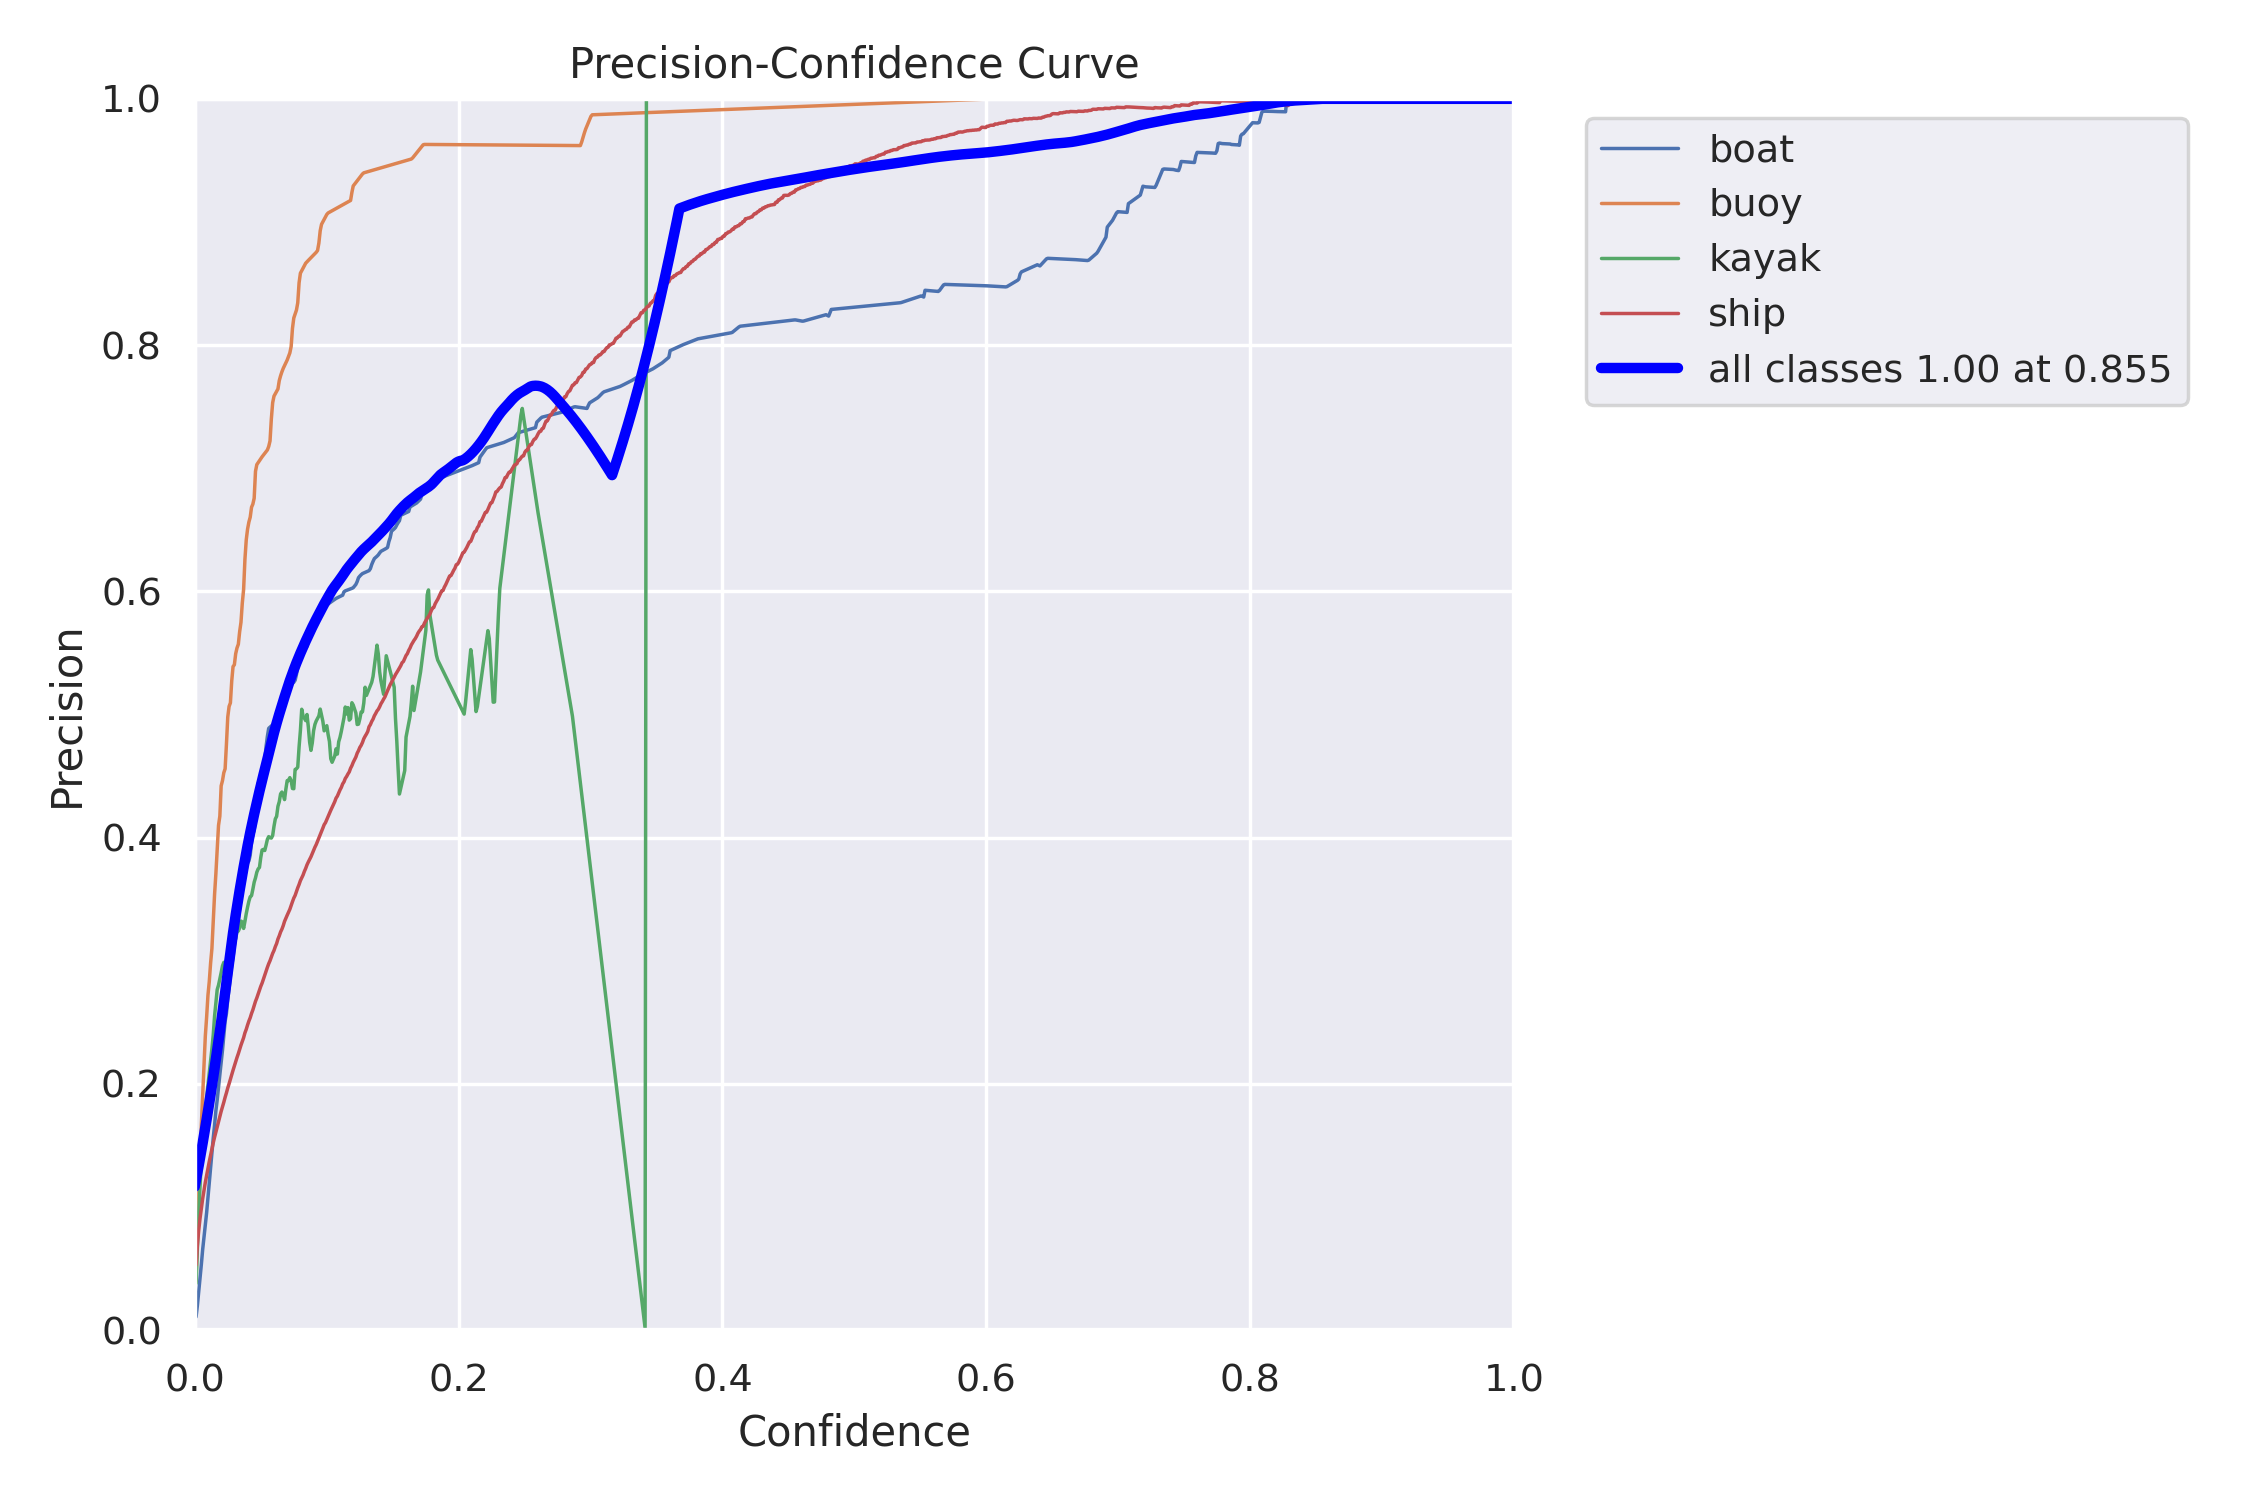 Precision-Confidence Curve
1.0
0.8
0.6
0.4
0.2
0.0
Precision
0.0 0.2 0.4 0.6 0.8 1.0
Confidence
boat
buoy
kayak
ship
all classes 1.00 at 0.855